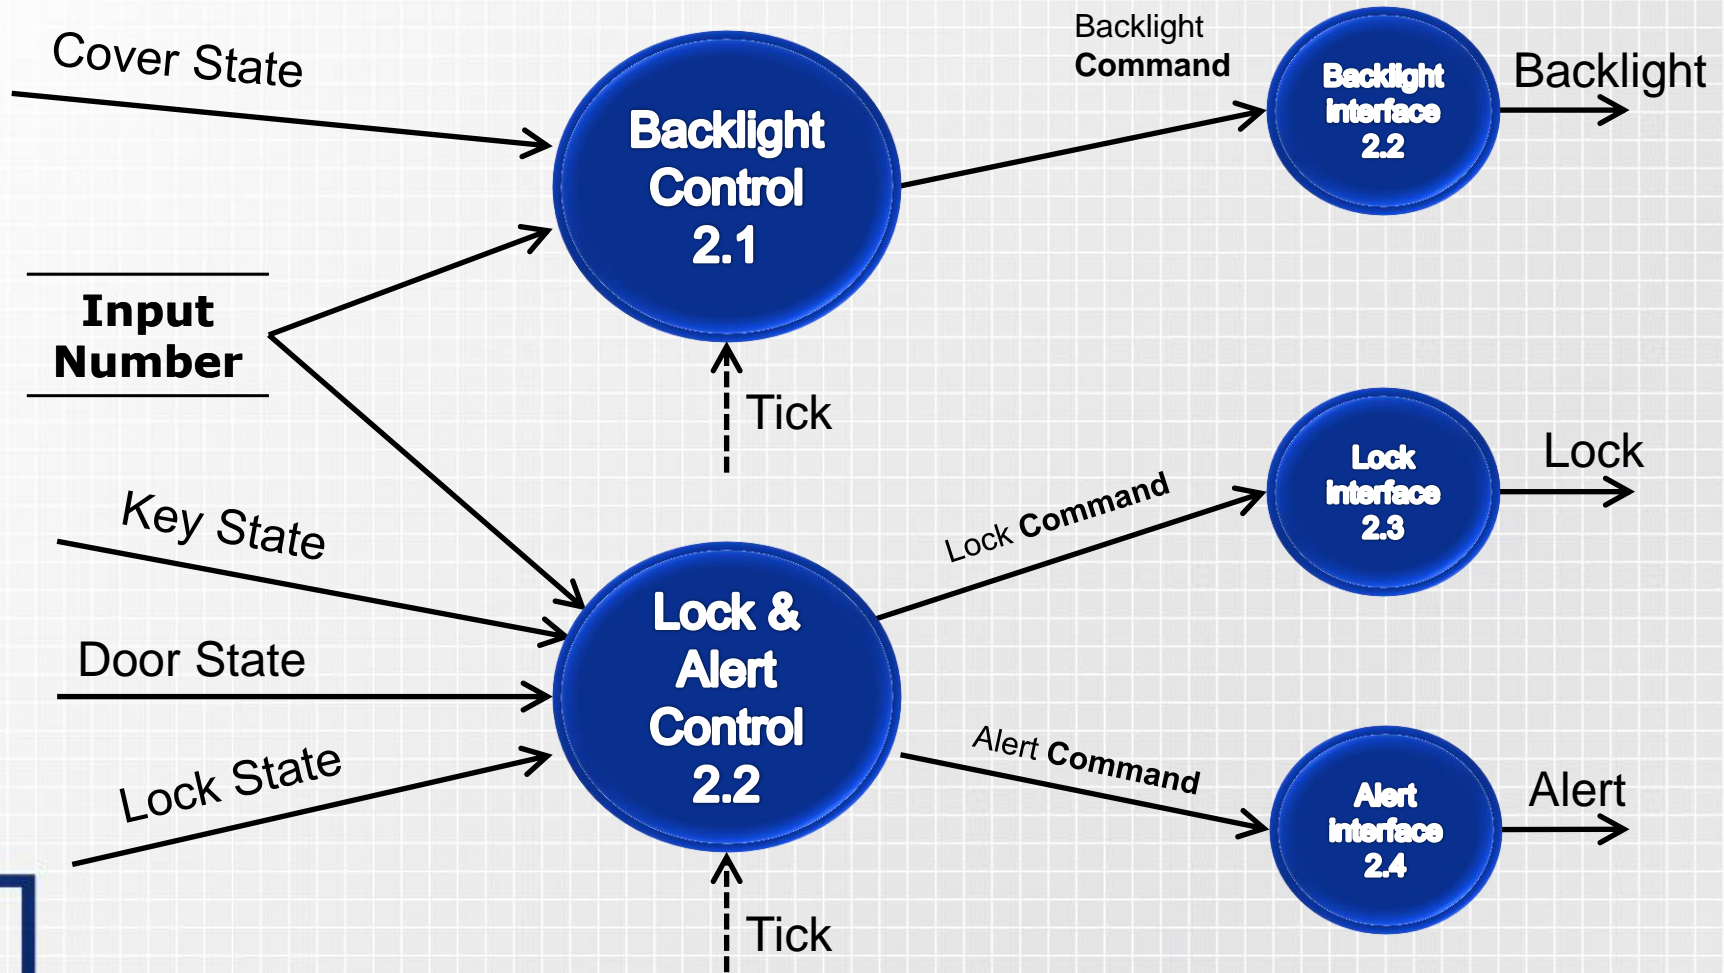 Cover State
Backlight
Control
2.1
Backlight
Command
Backlight
interface
2.2
Backlight
Input
Number
Tick
Key State
Door State
Lock State
Lock &
Alert
Control
2.2
Tick
Lock Command
Lock
interface
2.3
Lock
Alert Command
Alert
interface
2.4
Alert